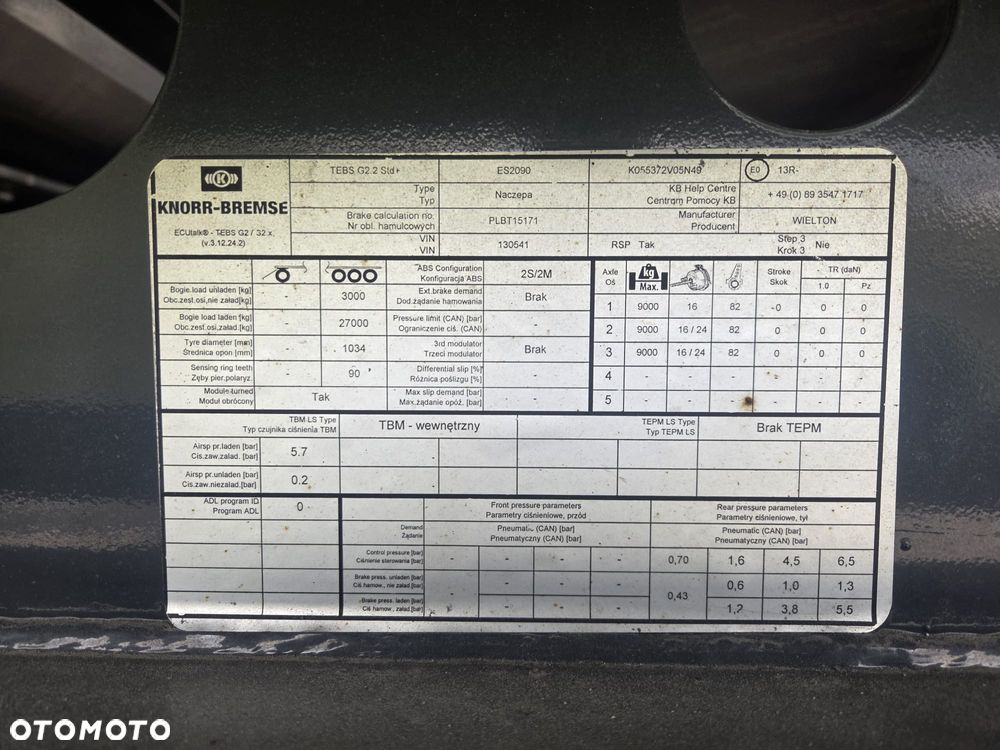 KNORR-BREMSE
ECUtalk® - TEBS G2 / 32 x,
(v.3.12.24.2)
TEBS G2.2 Std+ ES2090 K055372V05N49 E0 13R-
Type Naczepa KB Help Centre + 49 (0) 89 3547 1717
Typ Centrum Pomocy KB
Brake calculation no. PLBT15171 Manufacturer WIELTON
Nr obl. hamulcowych Producent
VIN 130541 RSP Tak Step 3 Nie
VIN Krok 3
ABS Configuration 2S/2M
Konfiguracja ABS
Bogie.load unladen [kg] - 3000 Ext.brake demand Brak
Obc.zest.osi,nie załad[kg] Dod.żądanie hamowania
Bogie load laden [kg] - 27000 Pressure limit (CAN) [bar] -
Obc.zest.osi,załad. [kg] Ograniczenie ciś. (CAN)
Tyre diameter [mm] - 1034 3rd modulator Brak
Średnica opon [mm] Trzeci modulator
Sensing ring teeth - 90 Differential slip [%] -
Zęby pier.polaryz. Różnica poślizgu [%]
Module turned Tak Max slip demand [bar] -
Moduł obrócony Max.żądanie opóź. [bar]
Axle kg Stroke TR (daN)
Oś Max. Skok 1.0 Pz
1 9000 16 82 -0 0 0
2 9000 16 / 24 82 0 0 0
3 9000 16 / 24 82 0 0 0
4 - - - - - -
5 - - - - - -
TBM LS Type TBM - wewnętrzny TEPM LS Type Brak TEPM
Typ czujnika ciśnienia TBM Typ TEPM LS
Airsp pr.laden [bar] 5.7
Cis.zaw.zalad. [bar]
Airsp pr.unladen [bar] 0.2
Cis.zaw.niezalad. [bar]
ADL program ID 0
Program ADL
Front pressure parameters Rear pressure parameters
Parametry ciśnieniowe, przód Parametry ciśnieniowe, tył
Demand Pneumatic (CAN) [bar] Pneumatic (CAN) [bar]
Żądanie Pneumatyczny (CAN) [bar] Pneumatyczny (CAN) [bar]
Control pressure [bar] - - - - 0,70 1,6 4,5 6,5
Ciśnienie sterowania [bar]
Brake press. unladen [bar] - - - - 0,43 0,6 1,0 1,3
Ciś hamow., nie załad [bar]
Brake press. laden [bar] - - - 1,2 3,8 5,5
Ciś hamow., załad. [bar]
OTOMOTO